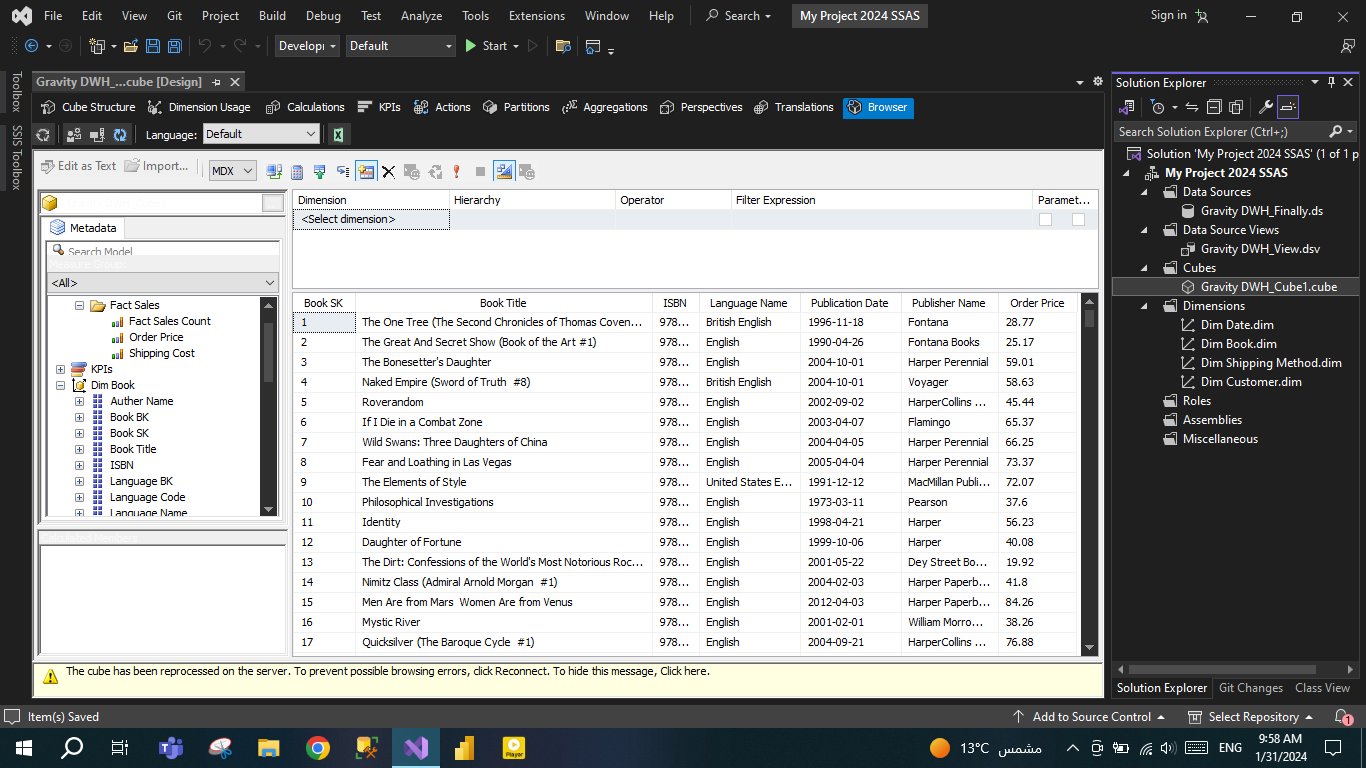 File Edit View Git Project Build Debug Test Analyze Tools Extensions Window Help Search My Project 2024 SSAS Sign in
Develop Default Start
Toolbox
SSIS Toolbox
Gravity DWH_...cube [Design]
Cube Structure Dimension Usage Calculations KPIs Actions Partitions Aggregations Perspectives Translations Browser
Language: Default
Edit as Text Import... MDX
Metadata
Search Model
<All>
Fact Sales
Fact Sales Count
Order Price
Shipping Cost
KPIs
Dim Book
Auther Name
Book BK
Book SK
Book Title
ISBN
Language BK
Language Code
Language Name
Calculated Members
Dimension Hierarchy Operator Filter Expression Paramet...
<Select dimension>
Book SK Book Title ISBN Language Name Publication Date Publisher Name Order Price
1 The One Tree (The Second Chronicles of Thomas Coven... 978... British English 1996-11-18 Fontana 28.77
2 The Great And Secret Show (Book of the Art #1) 978... English 1990-04-26 Fontana Books 25.17
3 The Bonesetter's Daughter 978... English 2004-10-01 Harper Perennial 59.01
4 Naked Empire (Sword of Truth #8) 978... British English 2004-10-01 Voyager 58.63
5 Roverandom 978... English 2002-09-02 HarperCollins ... 45.44
6 If I Die in a Combat Zone 978... English 2003-04-07 Flamingo 65.37
7 Wild Swans: Three Daughters of China 978... English 2004-04-05 Harper Perennial 66.25
8 Fear and Loathing in Las Vegas 978... English 2005-04-04 Harper Perennial 73.37
9 The Elements of Style 978... United States E... 1991-12-12 MacMillan Publi... 72.07
10 Philosophical Investigations 978... English 1973-03-11 Pearson 37.6
11 Identity 978... English 1998-04-21 Harper 56.23
12 Daughter of Fortune 978... English 1999-10-06 Harper 40.08
13 The Dirt: Confessions of the World's Most Notorious Roc... 978... English 2001-05-22 Dey Street Bo... 19.92
14 Nimitz Class (Admiral Arnold Morgan #1) 978... English 2004-02-03 Harper Paperb... 41.8
15 Men Are from Mars Women Are from Venus 978... English 2012-04-03 Harper Paperb... 84.26
16 Mystic River 978... English 2001-02-01 William Morro... 38.26
17 Quicksilver (The Baroque Cycle #1) 978... English 2004-09-21 HarperCollins ... 76.88
The cube has been reprocessed on the server. To prevent possible browsing errors, click Reconnect. To hide this message, Click here.
Solution Explorer
Search Solution Explorer (Ctrl+;)
Solution 'My Project 2024 SSAS' (1 of 1 p
My Project 2024 SSAS
Data Sources
Gravity DWH_Finally.ds
Data Source Views
Gravity DWH_View.dsv
Cubes
Gravity DWH_Cube1.cube
Dimensions
Dim Date.dim
Dim Book.dim
Dim Shipping Method.dim
Dim Customer.dim
Roles
Assemblies
Miscellaneous
Solution Explorer Git Changes Class View
Item(s) Saved Add to Source Control Select Repository 1
Player
13°C مشمس ENG 9:58 AM
1/31/2024